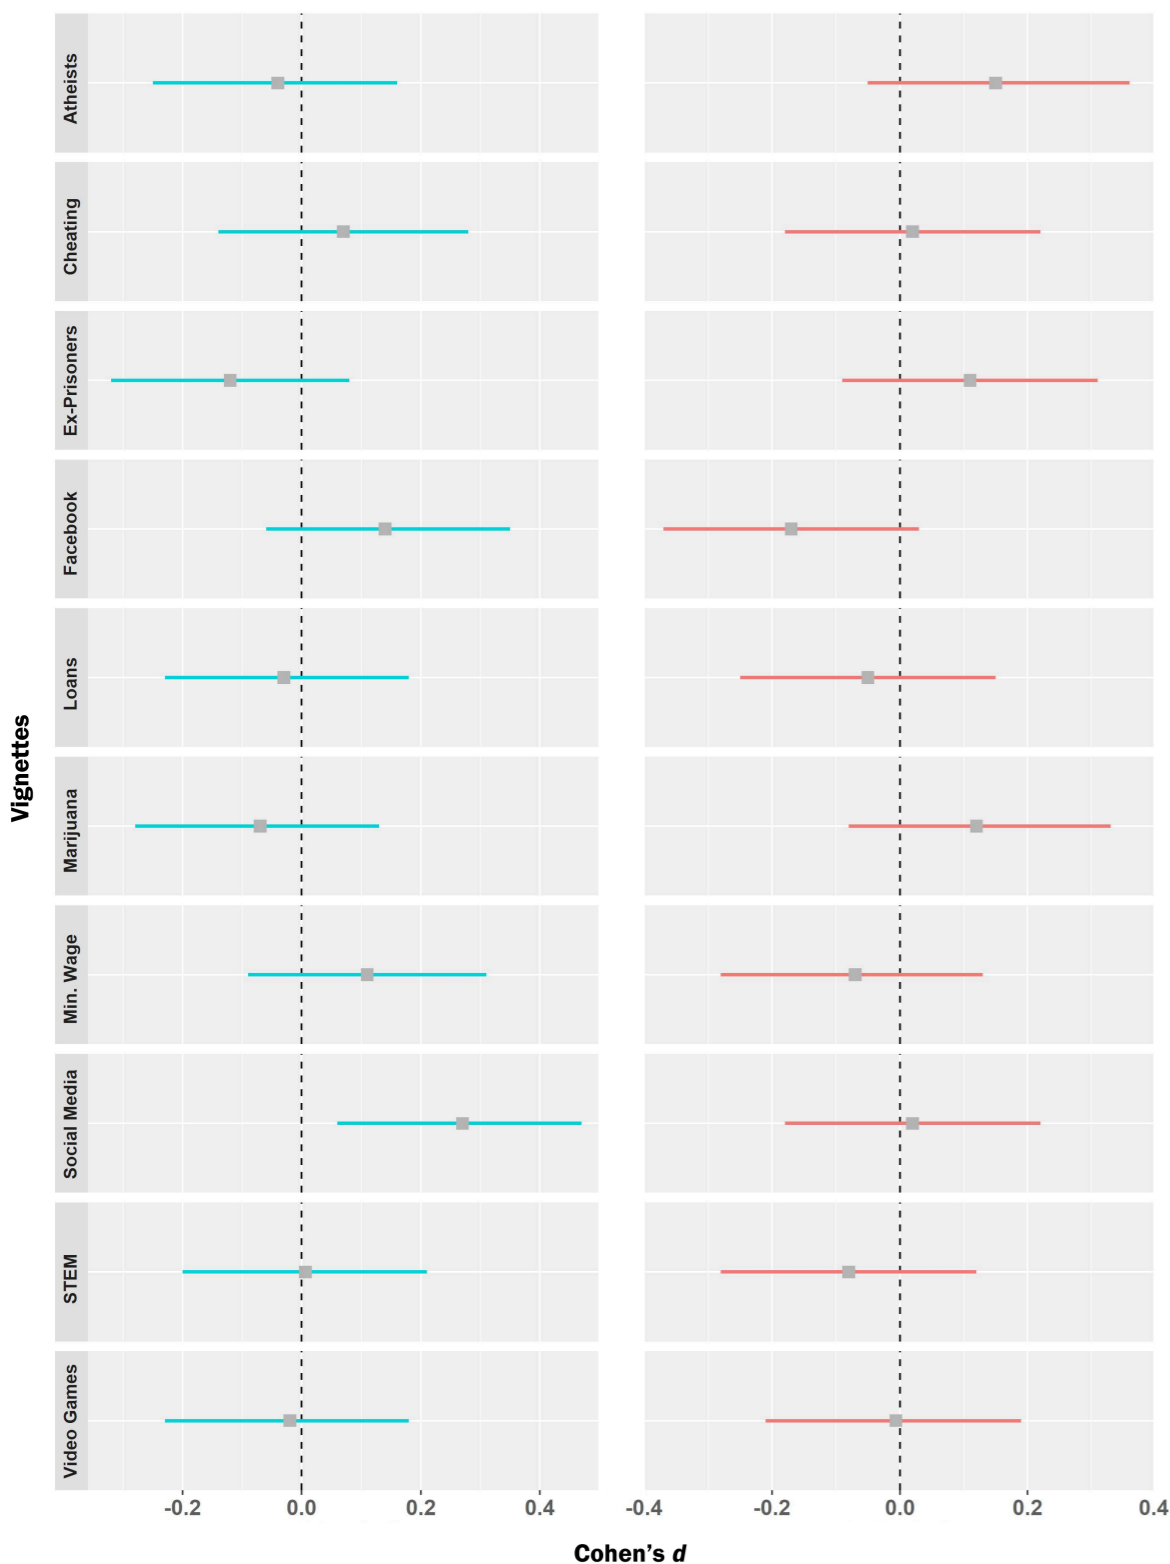 Vignettes
Atheists
Cheating
Ex-Prisoners
Facebook
Loans
Marijuana
Min. Wage
Social Media
STEM
Video Games
-0.2 0.0 0.2 0.4 -0.4 -0.2 0.0 0.2 0.4
Cohen’s d